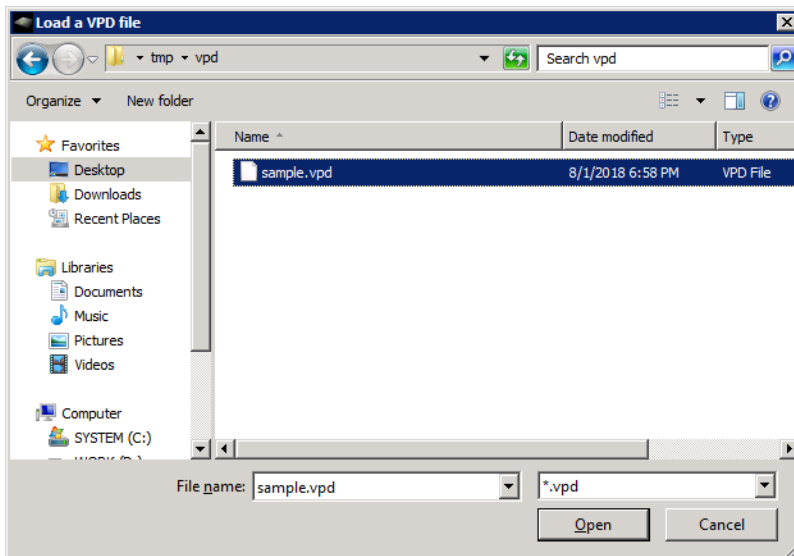 Load a VPD file
tmp vpd
Search vpd
Organize New folder
Name Date modified Type
Favorites
Desktop
Downloads
Recent Places
Libraries
Documents
Music
Pictures
Videos
Computer
SYSTEM (C:)
sample.vpd 8/1/2018 6:58 PM VPD File
File name: sample.vpd *.vpd
Open Cancel